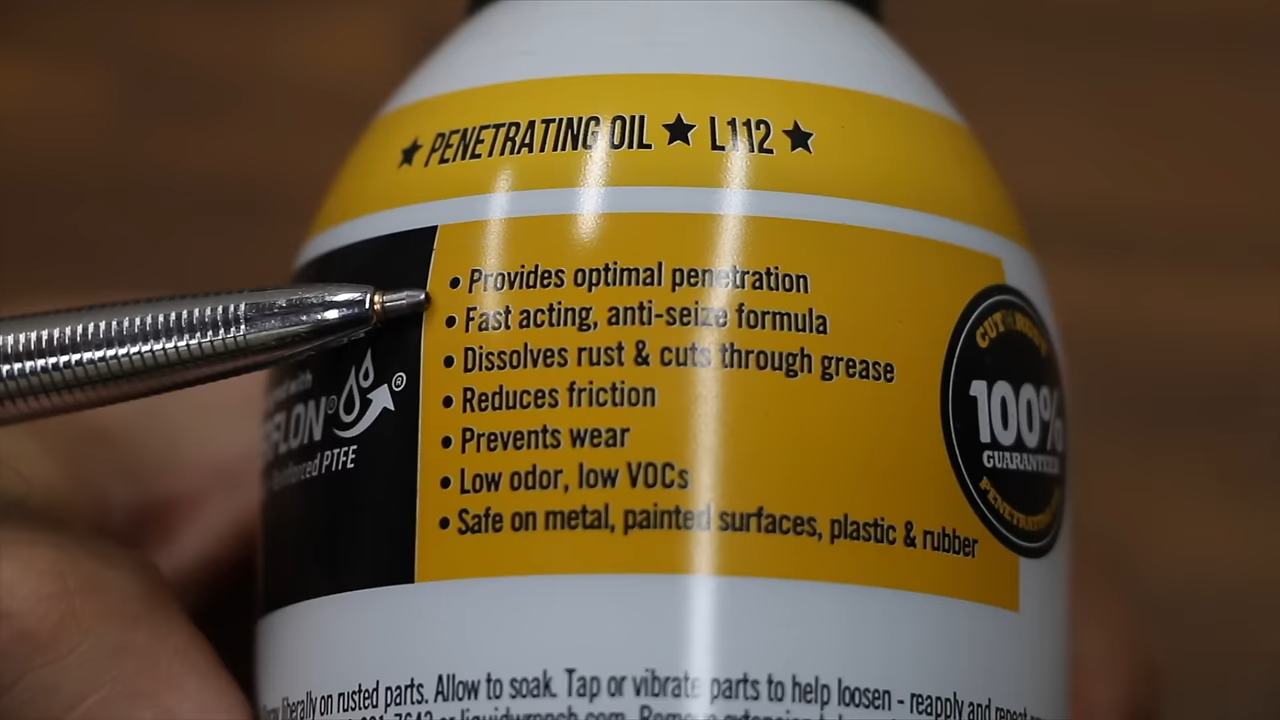 ★ PENETRATING OIL ★ L112 ★
• Provides optimal penetration
• Fast acting, anti-seize formula
• Dissolves rust & cuts through grease
• Reduces friction
• Prevents wear
• Low odor, low VOCs
• Safe on metal, painted surfaces, plastic & rubber
with
®
PTFE
100%
GUARANTEED
liberally on rusted parts. Allow to soak. Tap or vibrate parts to help loosen - reapply and repeat